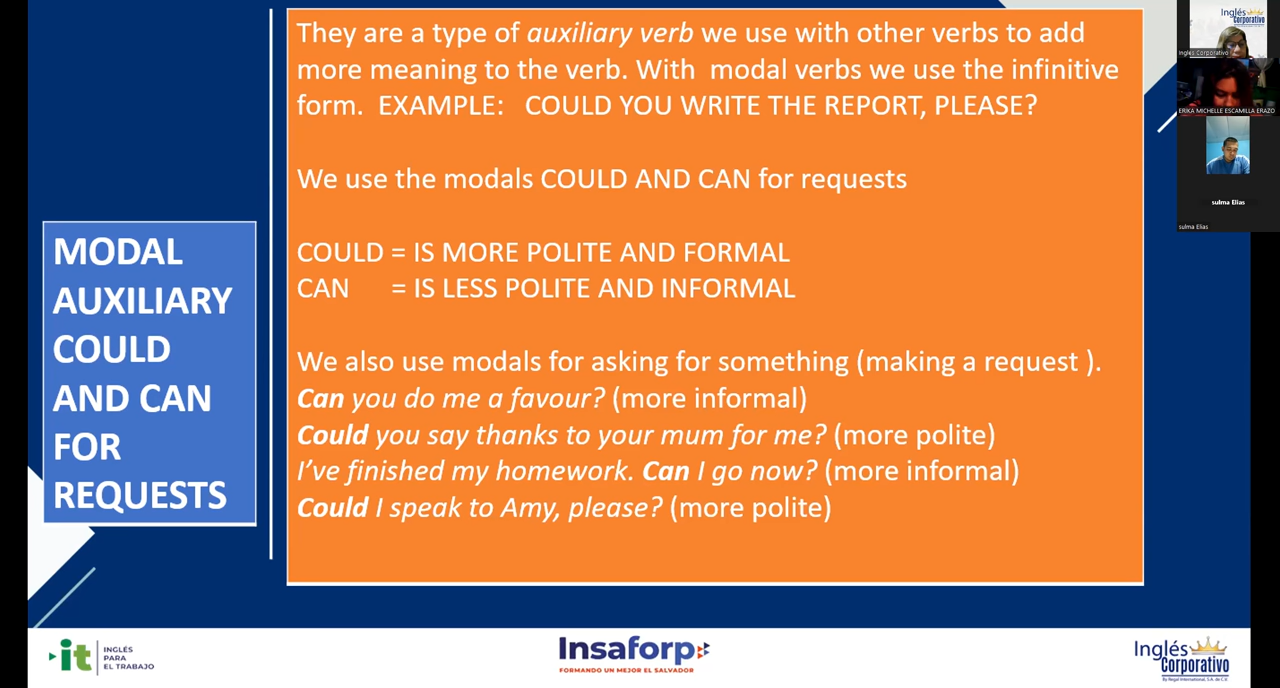 MODAL
AUXILIARY
COULD
AND CAN
FOR
REQUESTS
They are a type of auxiliary verb we use with other verbs to add
more meaning to the verb. With modal verbs we use the infinitive
form. EXAMPLE: COULD YOU WRITE THE REPORT, PLEASE?
We use the modals COULD AND CAN for requests
COULD = IS MORE POLITE AND FORMAL
CAN = IS LESS POLITE AND INFORMAL
We also use modals for asking for something (making a request ).
Can you do me a favour? (more informal)
Could you say thanks to your mum for me? (more polite)
I've finished my homework. Can I go now? (more informal)
Could I speak to Amy, please? (more polite)
Inglés
Corporativo
Ingles Corporativo
ERIKA MICHELLE ESCAMILLA ERAZO
sulma Elias
sulma Elias
it
INGLÉS
PARA
EL TRABAJO
Insaforp
FORMANDO UN MEJOR EL SALVADOR
Inglés
Corporativo
By Regal International, S.A. de C.V.